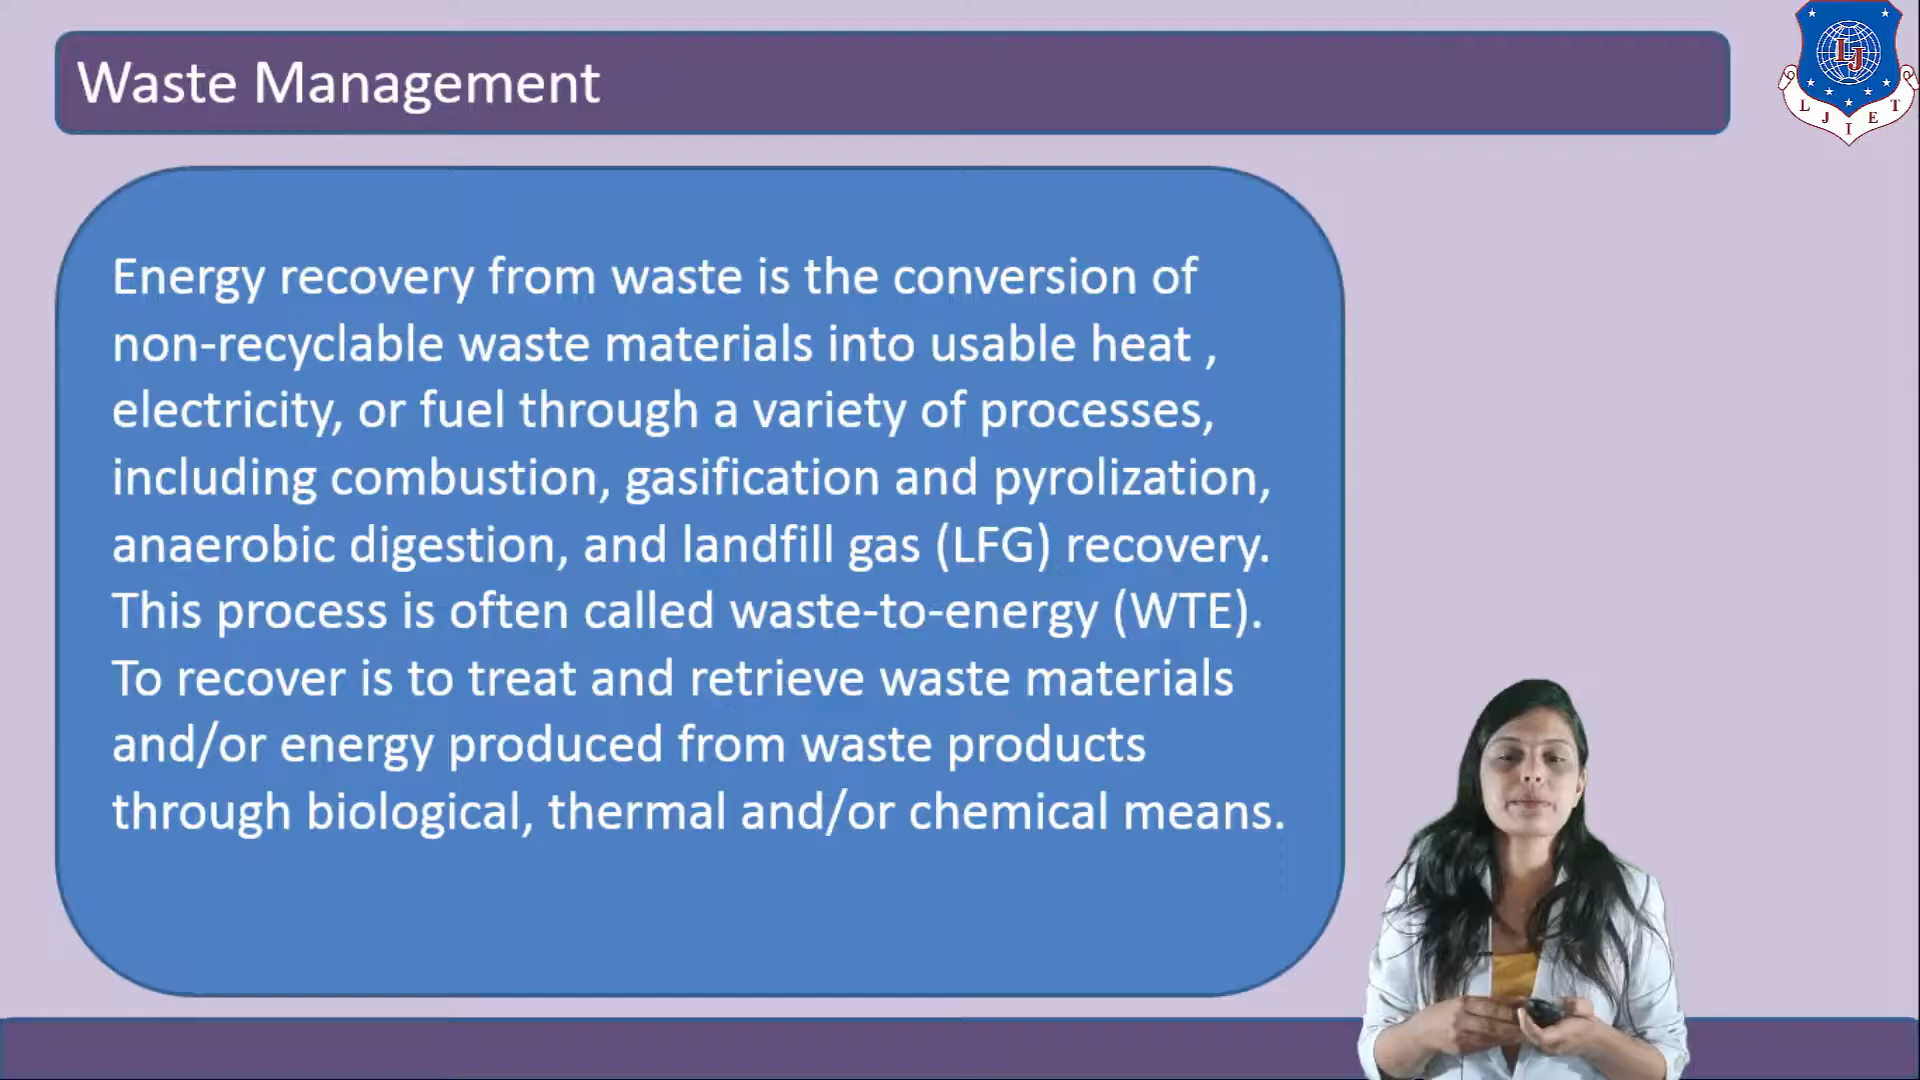 Waste Management
Energy recovery from waste is the conversion of
non-recyclable waste materials into usable heat ,
electricity, or fuel through a variety of processes,
including combustion, gasification and pyrolization,
anaerobic digestion, and landfill gas (LFG) recovery.
This process is often called waste-to-energy (WTE).
To recover is to treat and retrieve waste materials
and/or energy produced from waste products
through biological, thermal and/or chemical means.
LJ
L J I E T